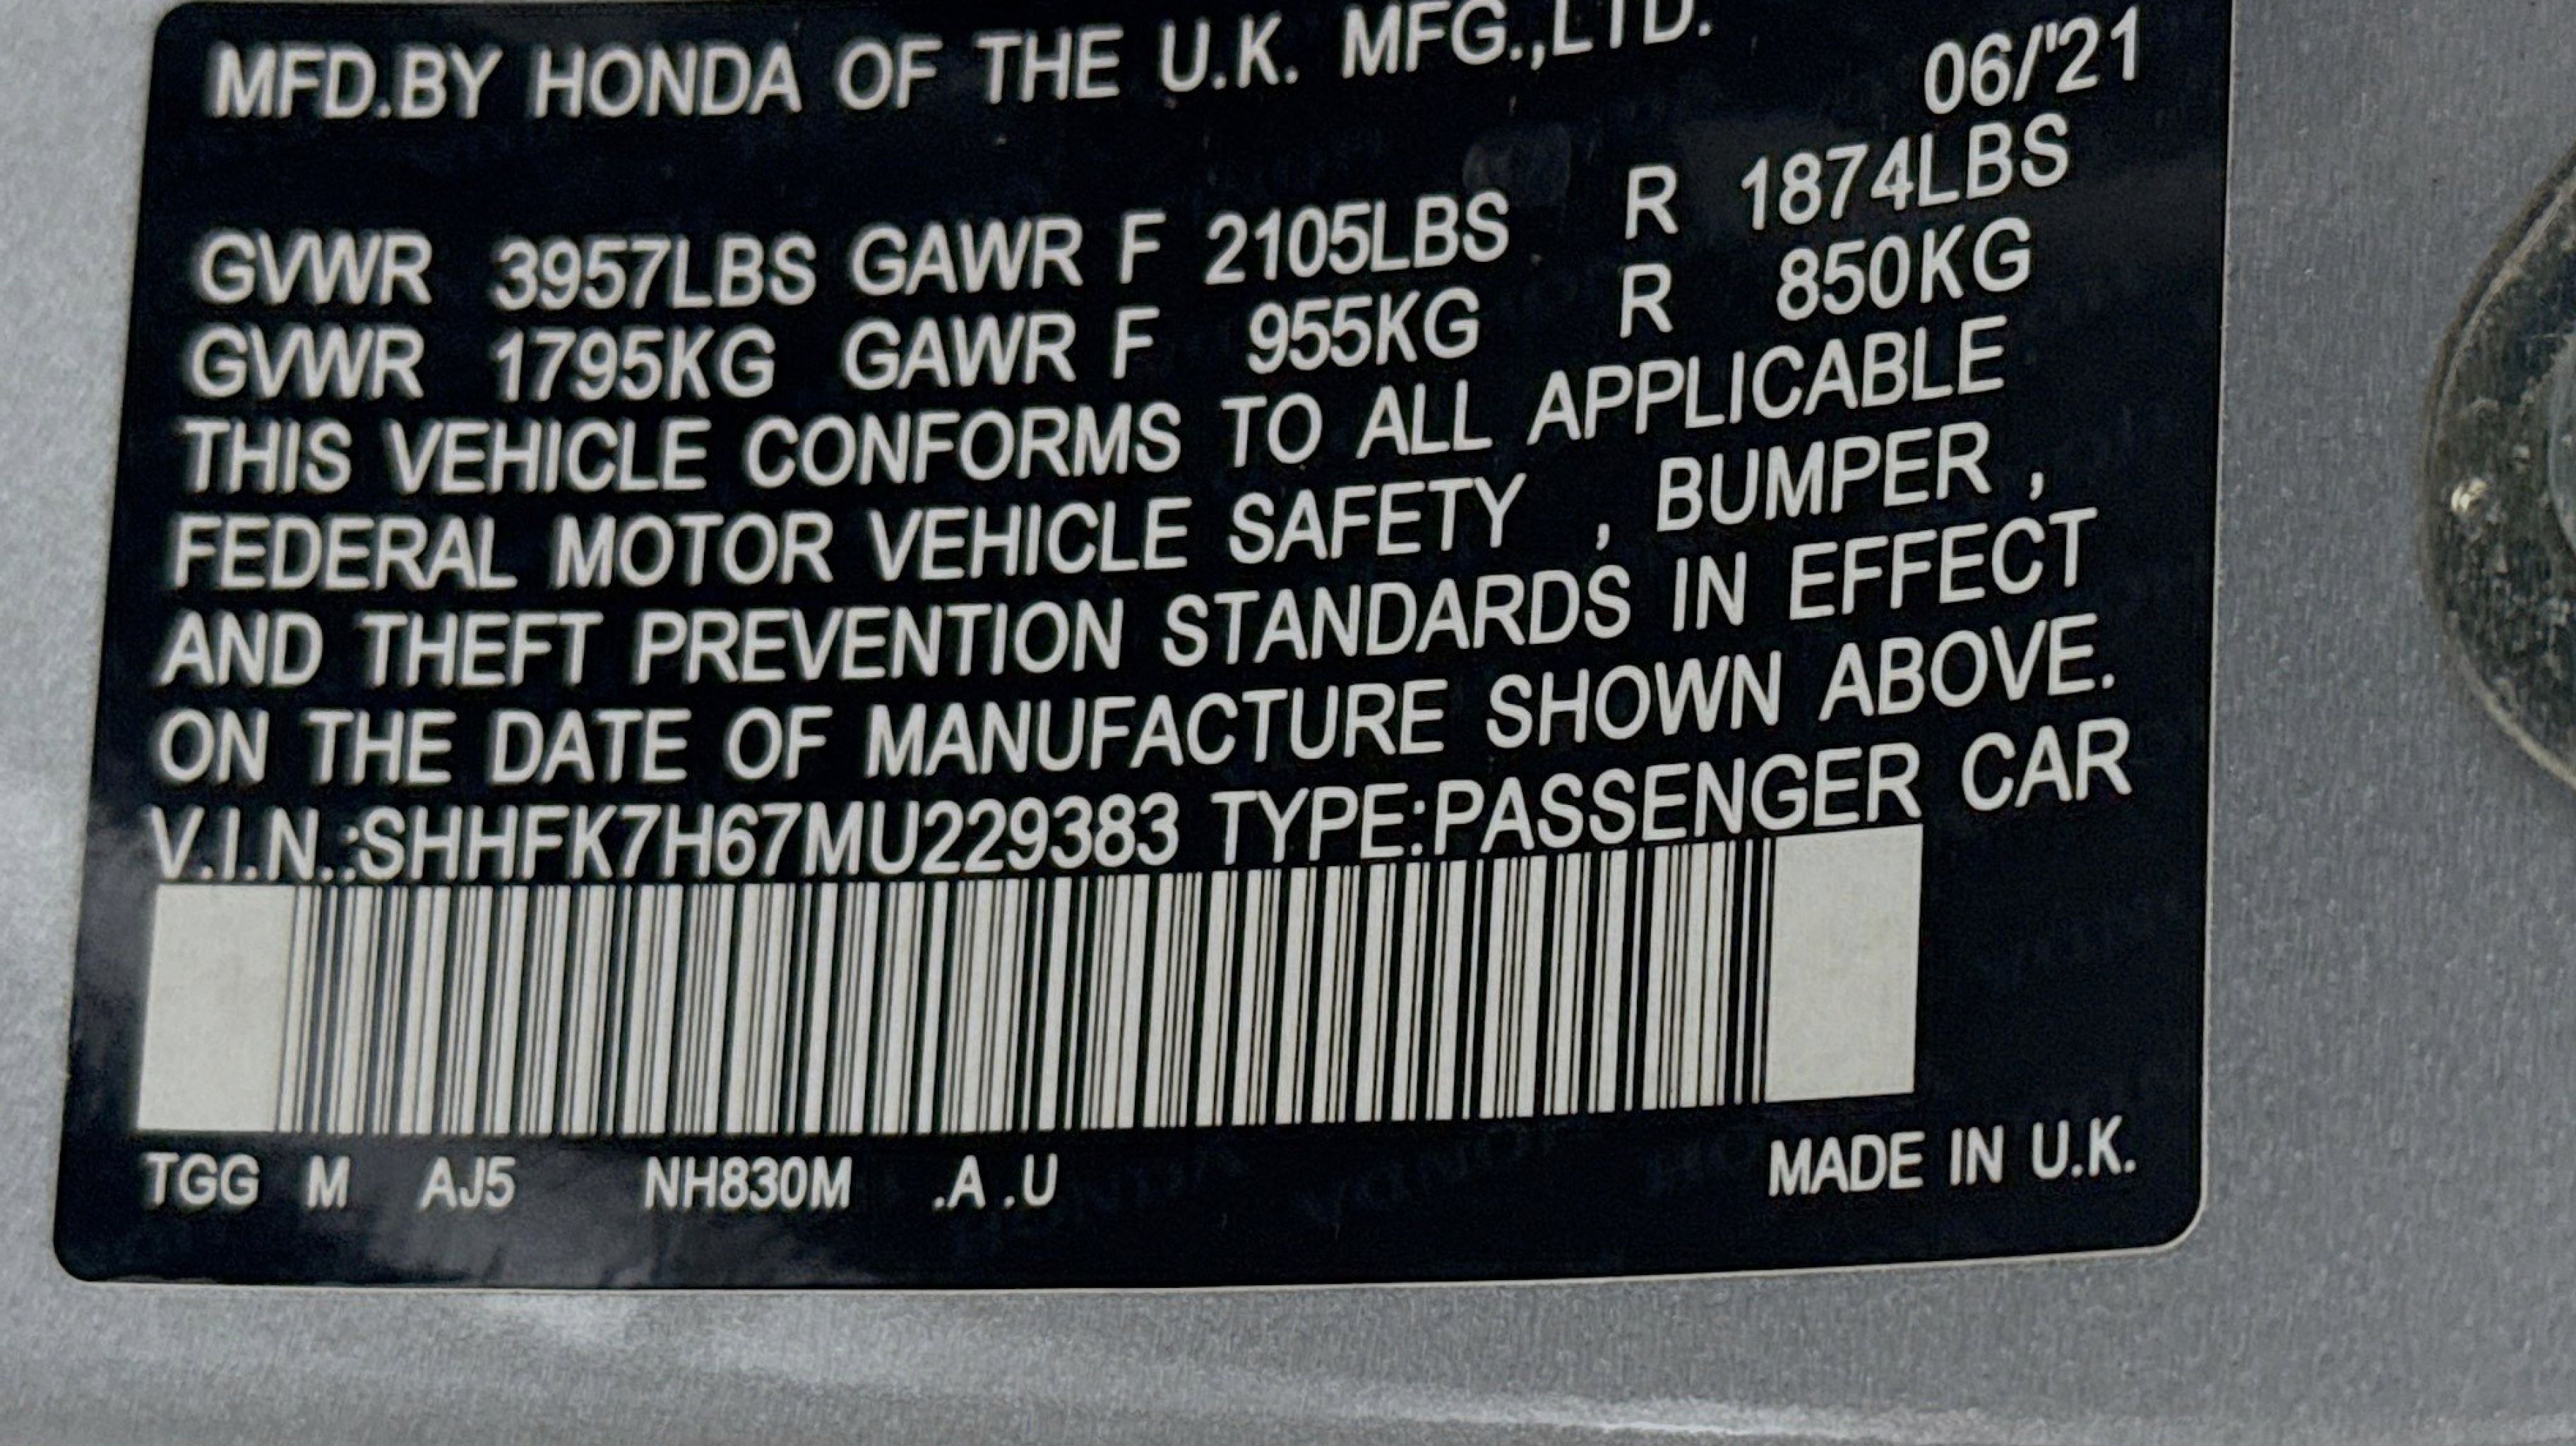 MFD.BY HONDA OF THE U.K. MFG.,LTD.
06/'21
GVWR 3957LBS GAWR F 2105LBS R 1874LBS
GVWR 1795KG GAWR F 955KG R 850KG
THIS VEHICLE CONFORMS TO ALL APPLICABLE
FEDERAL MOTOR VEHICLE SAFETY , BUMPER ,
AND THEFT PREVENTION STANDARDS IN EFFECT
ON THE DATE OF MANUFACTURE SHOWN ABOVE.
V.I.N.:SHHFK7H67MU229383 TYPE:PASSENGER CAR
TGG M AJ5 NH830M .A .U MADE IN U.K.